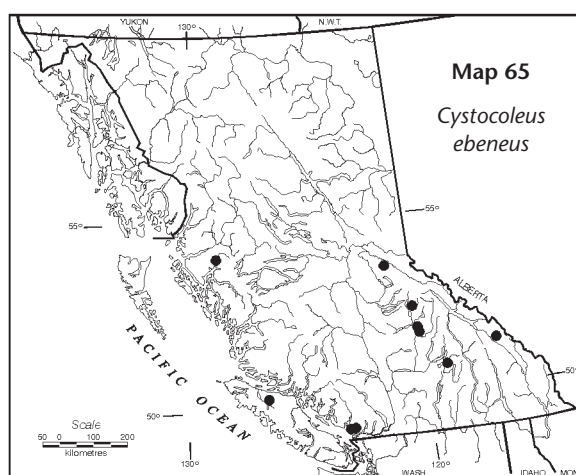 YUKON
130°
N.W.T.
Map 65
Cystocoleus
ebeneus
55°
55°
ALBERTA
PACIFIC OCEAN
50°
50°
Scale
50 0 100 200
kilometres
130°
120°
WASH
IDAHO
MON